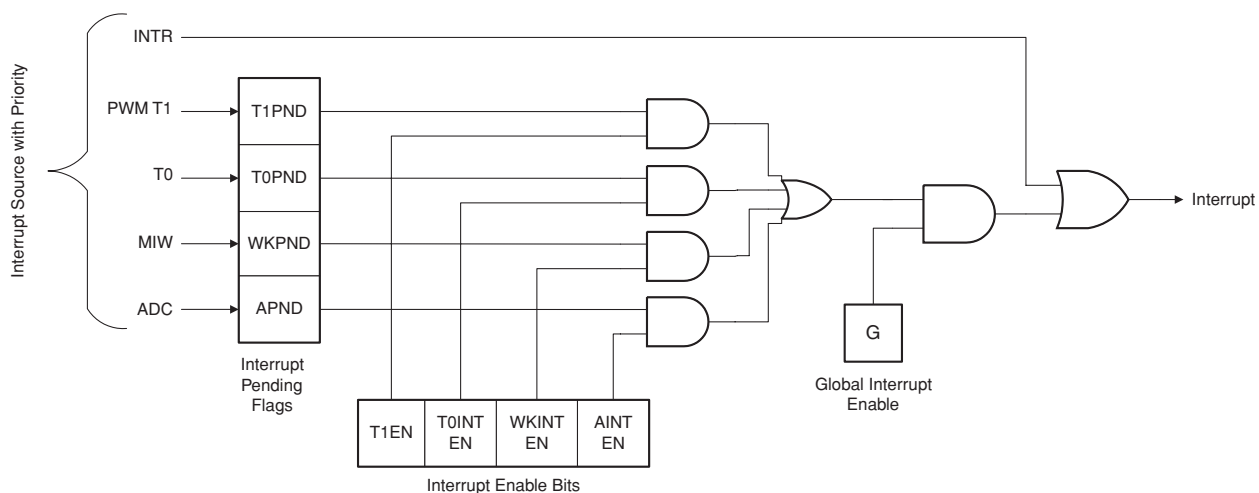 Interrupt Source with Priority
INTR
PWM T1
T1PND
T0
T0PND
MIW
WKPND
ADC
APND
Interrupt
Pending
Flags
T1EN
T0INT
EN
WKINT
EN
AINT
EN
Interrupt Enable Bits
G
Global Interrupt
Enable
Interrupt